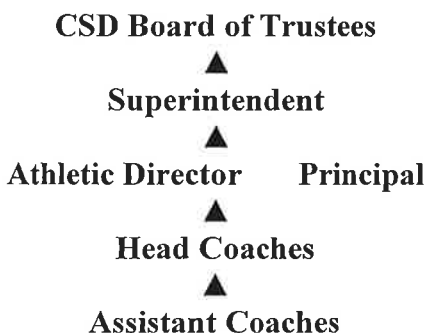 CSD Board of Trustees
Superintendent
Athletic Director Principal
Head Coaches
Assistant Coaches